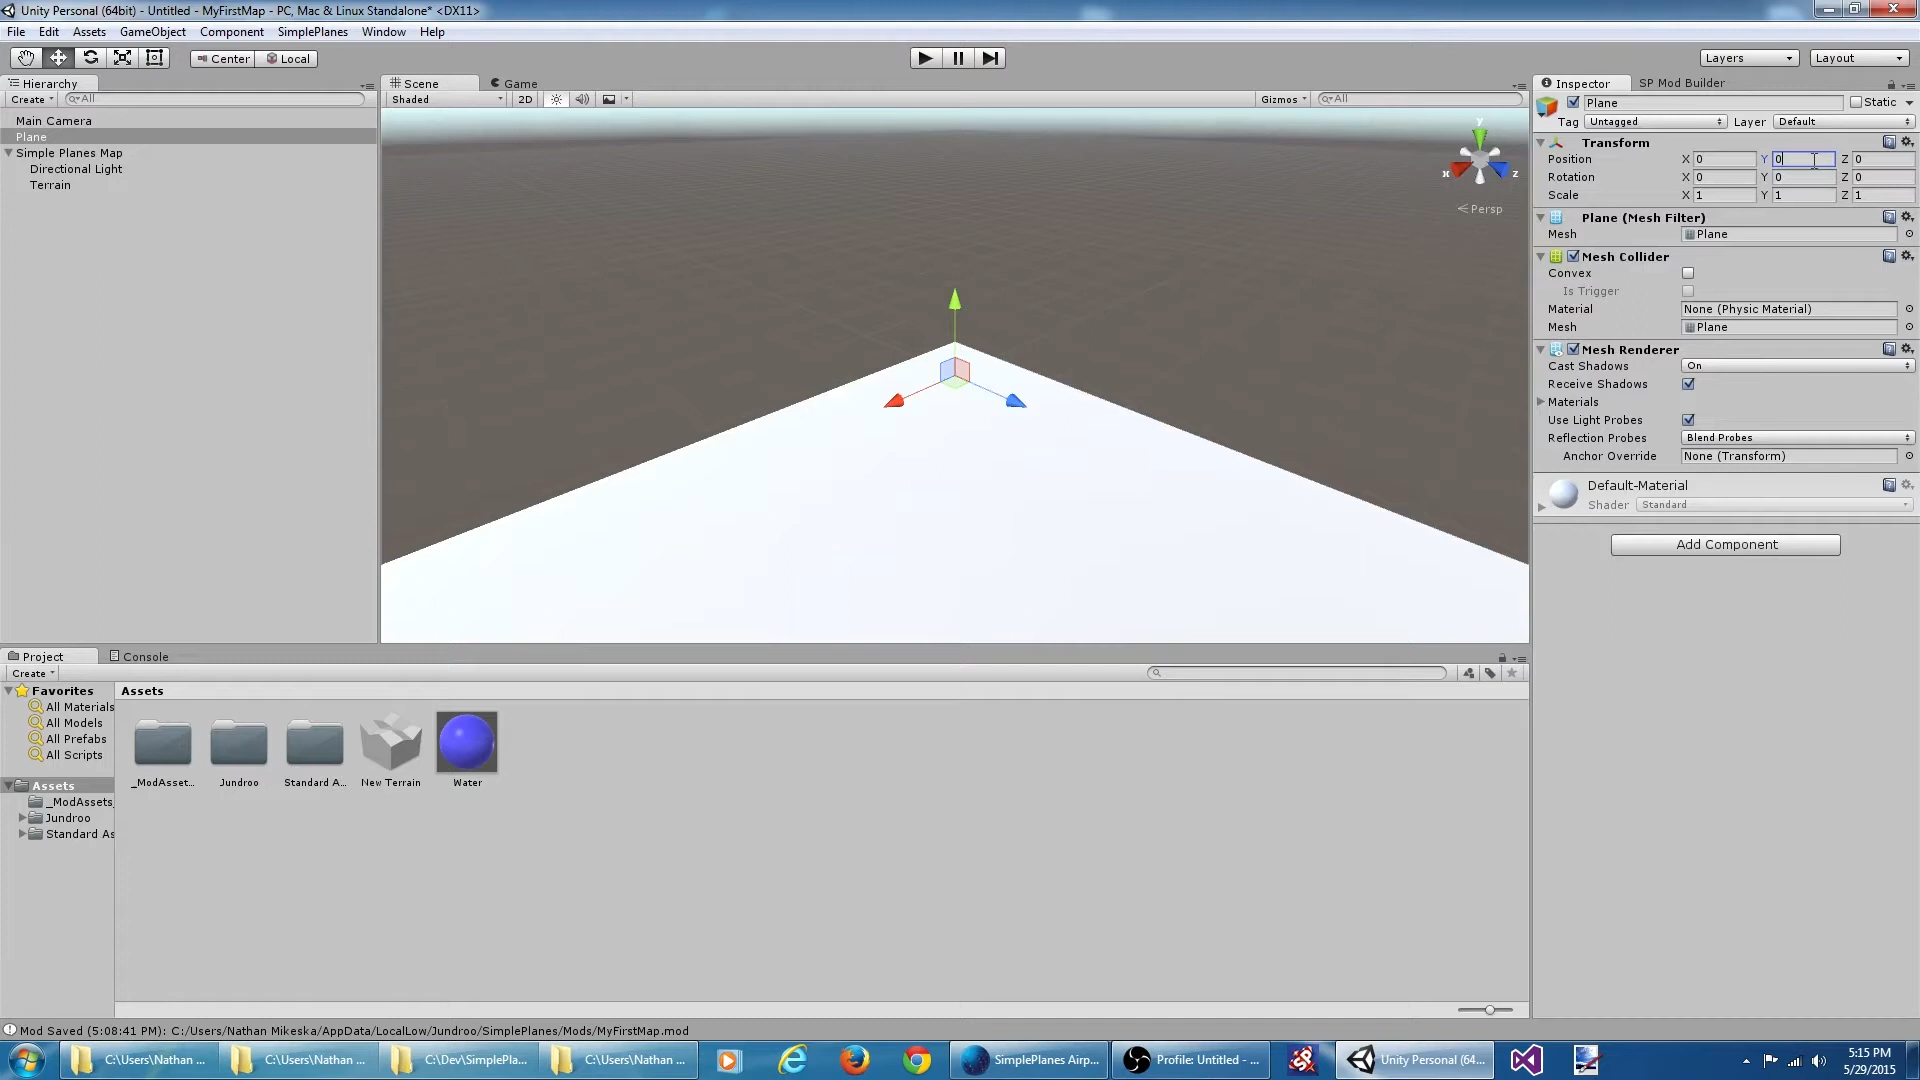 Unity Personal (64bit) - Untitled - MyFirstMap - PC, Mac & Linux Standalone* <DX11>
File Edit Assets GameObject Component SimplePlanes Window Help
Center Local Layers Layout
Hierarchy
Create All
Main Camera
Plane
Simple Planes Map
Directional Light
Terrain
Scene Game
Shaded 2D Gizmos All
y
x z
Persp
Inspector SP Mod Builder
Plane Static
Tag Untagged Layer Default
Transform
Position X 0 Y 0 Z 0
Rotation X 0 Y 0 Z 0
Scale X 1 Y 1 Z 1
Plane (Mesh Filter)
Mesh Plane
Mesh Collider
Convex
Is Trigger
Material None (Physic Material)
Mesh Plane
Mesh Renderer
Cast Shadows On
Receive Shadows
Materials
Use Light Probes
Reflection Probes Blend Probes
Anchor Override None (Transform)
Default-Material
Shader Standard
Add Component
Project Console
Create
Favorites
All Materials
All Models
All Prefabs
All Scripts
Assets
_ModAssets
Jundroo
Standard As
Assets
_ModAsset... Jundroo Standard A... New Terrain Water
Mod Saved (5:08:41 PM): C:/Users/Nathan Mikeska/AppData/LocalLow/Jundroo/SimplePlanes/Mods/MyFirstMap.mod
C:\Users\Nathan ... C:\Users\Nathan ... C:\Dev\SimplePla... C:\Users\Nathan ... SimplePlanes Airp... Profile: Untitled - ... Unity Personal (64...
5:15 PM
5/29/2015